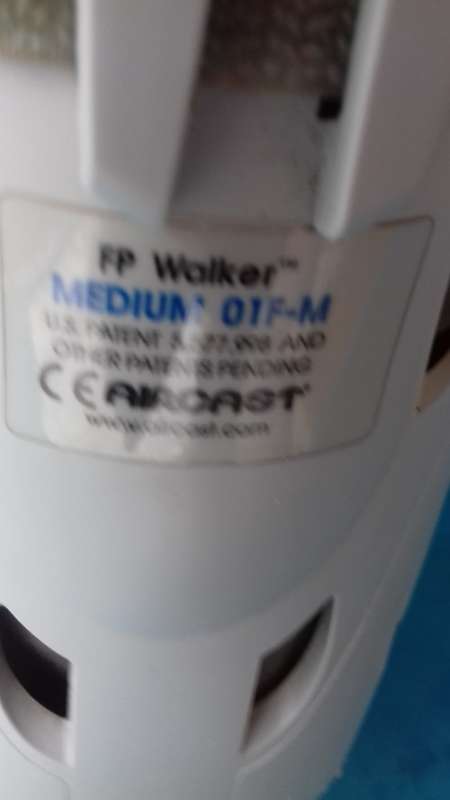 FP Walker™
MEDIUM 01F-M
U.S. PATENT AND
OTHER PATENTS PENDING
CE AIRCAST
www.aircast.com